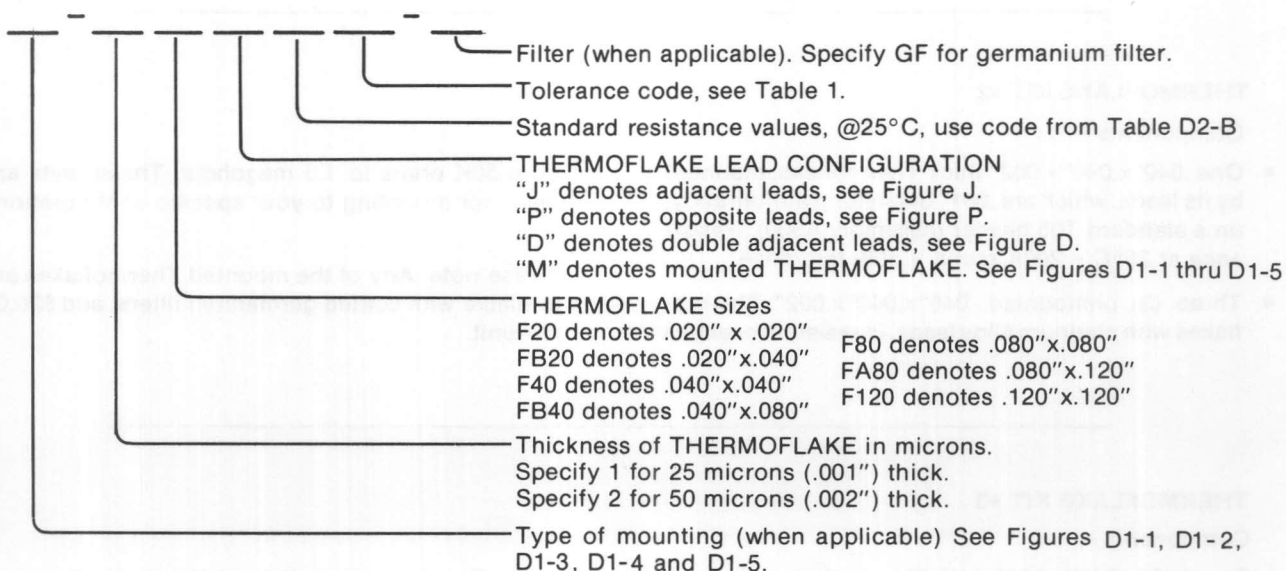 Filter (when applicable). Specify GF for germanium filter.
Tolerance code, see Table 1.
Standard resistance values, @25°C, use code from Table D2-B
THERMOFLAKE LEAD CONFIGURATION
“J” denotes adjacent leads, see Figure J.
“P” denotes opposite leads, see Figure P.
“D” denotes double adjacent leads, see Figure D.
“M” denotes mounted THERMOFLAKE. See Figures D1-1 thru D1-5
THERMOFLAKE Sizes
F20 denotes .020″ x .020″
FB20 denotes .020″x.040″
F40 denotes .040″x.040″
FB40 denotes .040″x.080″
F80 denotes .080″x.080″
FA80 denotes .080″x.120″
F120 denotes .120″x.120″
Thickness of THERMOFLAKE in microns.
Specify 1 for 25 microns (.001″) thick.
Specify 2 for 50 microns (.002″) thick.
Type of mounting (when applicable) See Figures D1-1, D1-2,
D1-3, D1-4 and D1-5.